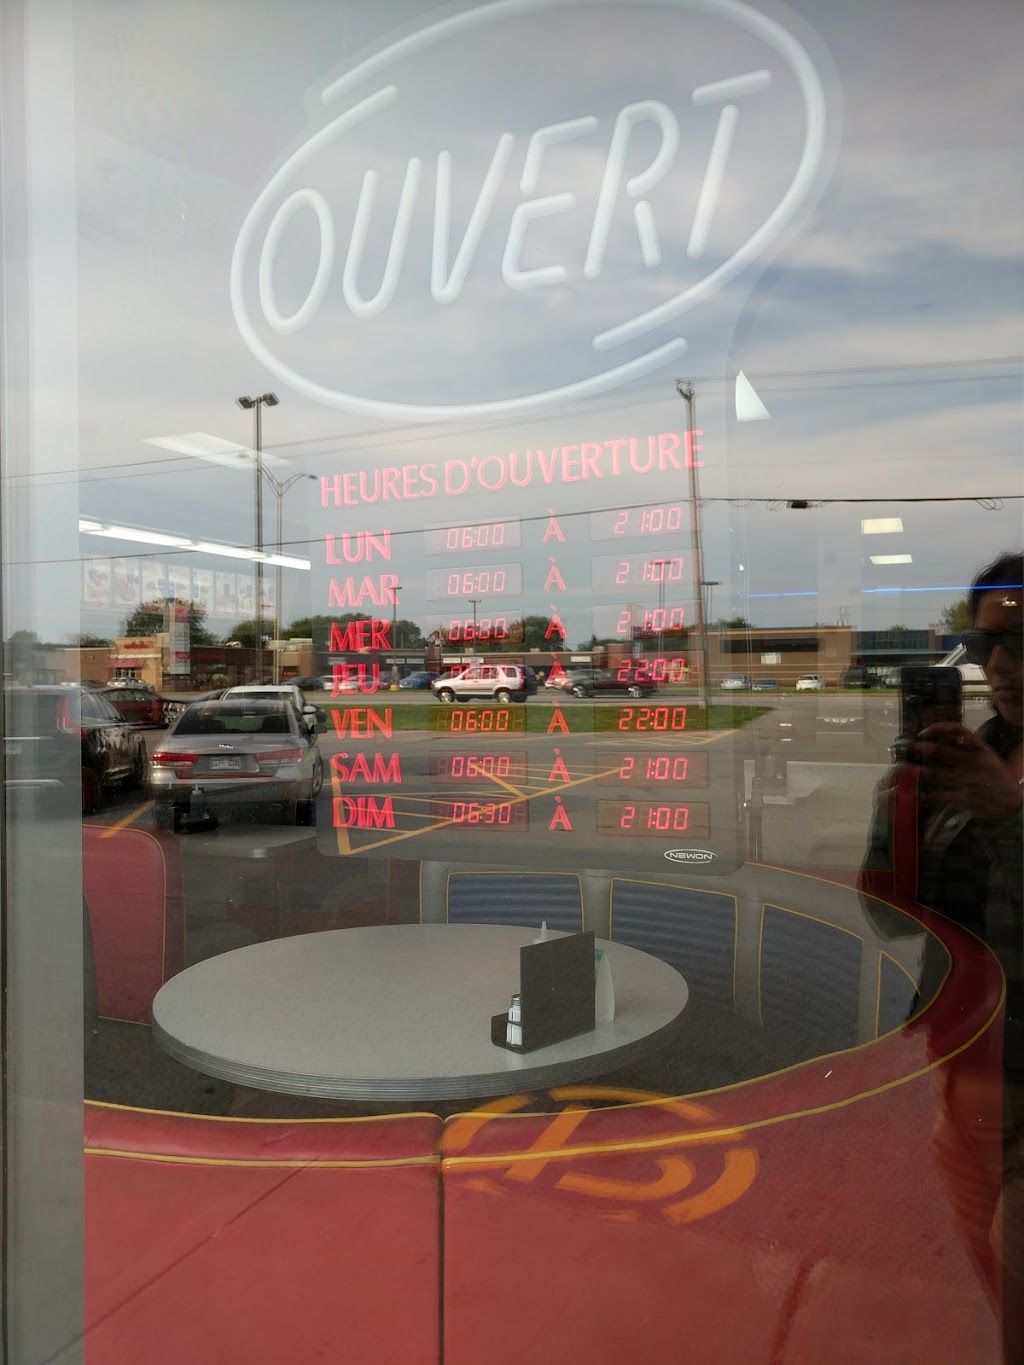 OUVERT
HEURES D'OUVERTURE
LUN 06:00 À 21:00
MAR 06:00 À 21:00
MER 06:00 À 21:00
JEU À 22:00
VEN 06:00 À 22:00
SAM 06:00 À 21:00
DIM 06:30 À 21:00
NEWON